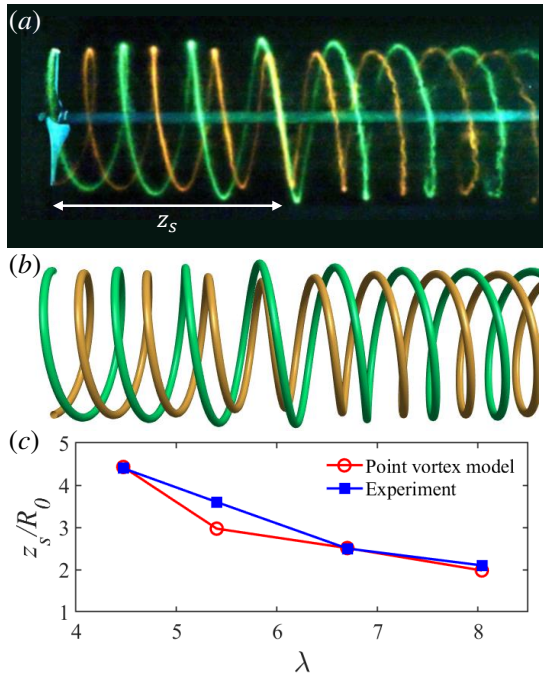 (a)
z_s
(b)
(c)
5
4
3
2
1
z_s/R_0
Point vortex model
Experiment
4 5 6 7 8
λ